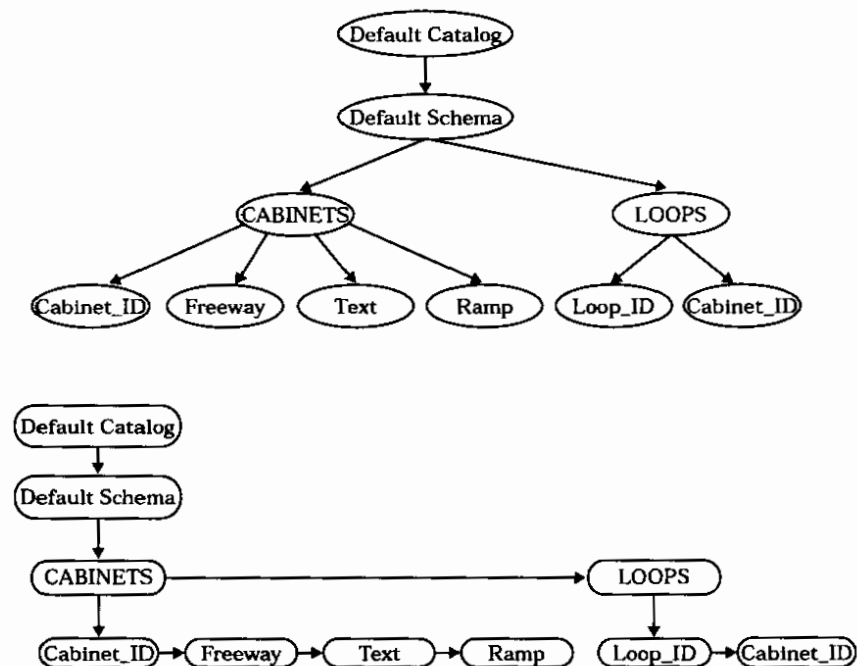 Default Catalog
Default Schema
CABINETS LOOPS
Cabinet_ID Freeway Text Ramp Loop_ID Cabinet_ID
Default Catalog
Default Schema
CABINETS LOOPS
Cabinet_ID Freeway Text Ramp Loop_ID Cabinet_ID